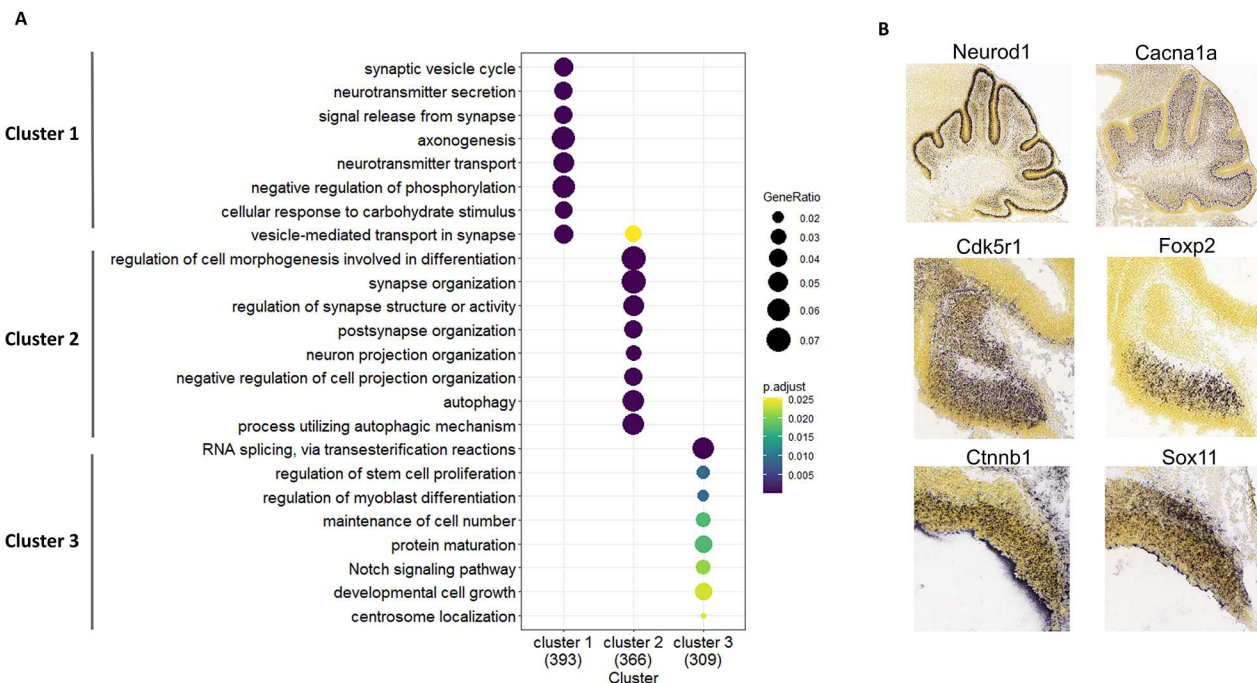 A
Cluster 1
Cluster 2
Cluster 3
synaptic vesicle cycle
neurotransmitter secretion
signal release from synapse
axonogenesis
neurotransmitter transport
negative regulation of phosphorylation
cellular response to carbohydrate stimulus
vesicle-mediated transport in synapse
regulation of cell morphogenesis involved in differentiation
synapse organization
regulation of synapse structure or activity
postsynapse organization
neuron projection organization
negative regulation of cell projection organization
autophagy
process utilizing autophagic mechanism
RNA splicing, via transesterification reactions
regulation of stem cell proliferation
regulation of myoblast differentiation
maintenance of cell number
protein maturation
Notch signaling pathway
developmental cell growth
centrosome localization
cluster 1 cluster 2 cluster 3
(393) (366) (309)
Cluster
GeneRatio
0.02
0.03
0.04
0.05
0.06
0.07
p.adjust
0.025
0.020
0.015
0.010
0.005
B
Neurod1 Cacna1a
Cdk5r1 Foxp2
Ctnnb1 Sox11